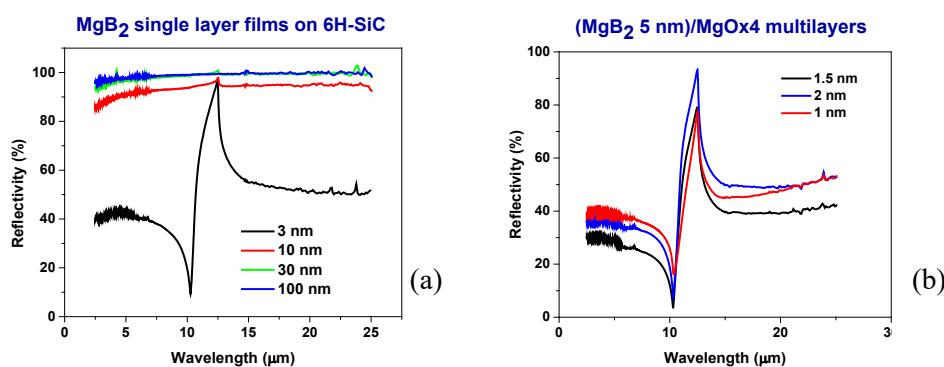 MgB2 single layer films on 6H-SiC
Reflectivity (%)
100
80
60
40
20
0
3 nm
10 nm
30 nm
100 nm
0 5 10 15 20 25
Wavelength (μm)
(a)
(MgB2 5 nm)/MgOx4 multilayers
Reflectivity (%)
100
80
60
40
20
0
1.5 nm
2 nm
1 nm
0 10 20 30
Wavelength (μm)
(b)